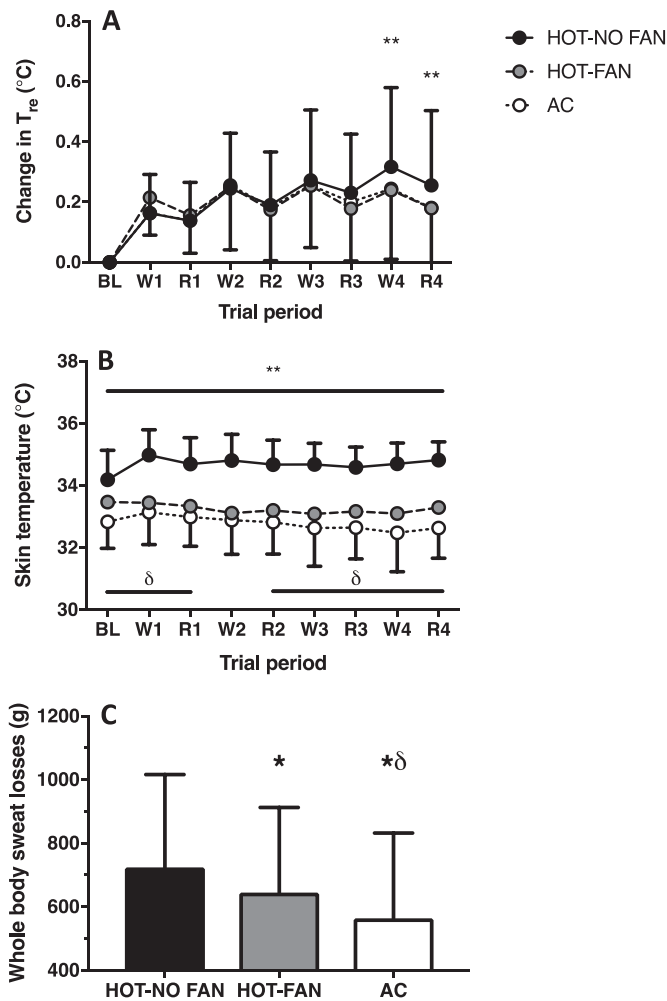 A
HOT-NO FAN
HOT-FAN
AC
Change in Tre (°C)
0.8
0.6
0.4
0.2
0.0
**
**
BL W1 R1 W2 R2 W3 R3 W4 R4
Trial period
B
Skin temperature (°C)
38
36
34
32
30
**
δ δ
BL W1 R1 W2 R2 W3 R3 W4 R4
Trial period
C
Whole body sweat losses (g)
1200
1000
800
600
400
* *δ
HOT-NO FAN HOT-FAN AC